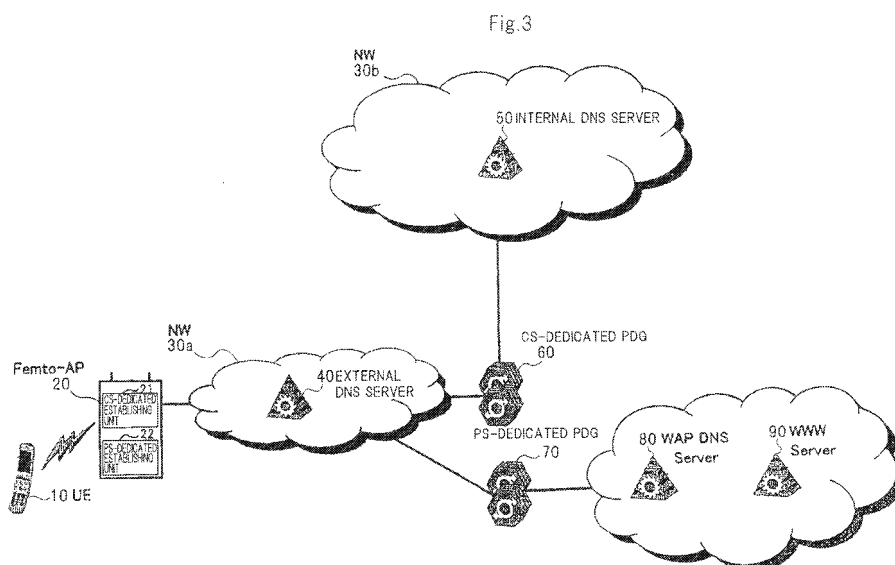 Fig.3
NW
30b
50 INTERNAL DNS SERVER
NW
30a
CS-DEDICATED PDG
60
Femto-AP
20
21
CS-DEDICATED
ESTABLISHING
UNIT
22
PS-DEDICATED
ESTABLISHING
UNIT
40 EXTERNAL
DNS SERVER
PS-DEDICATED PDG
70
80 WAP DNS
Server
90 WWW
Server
10 UE